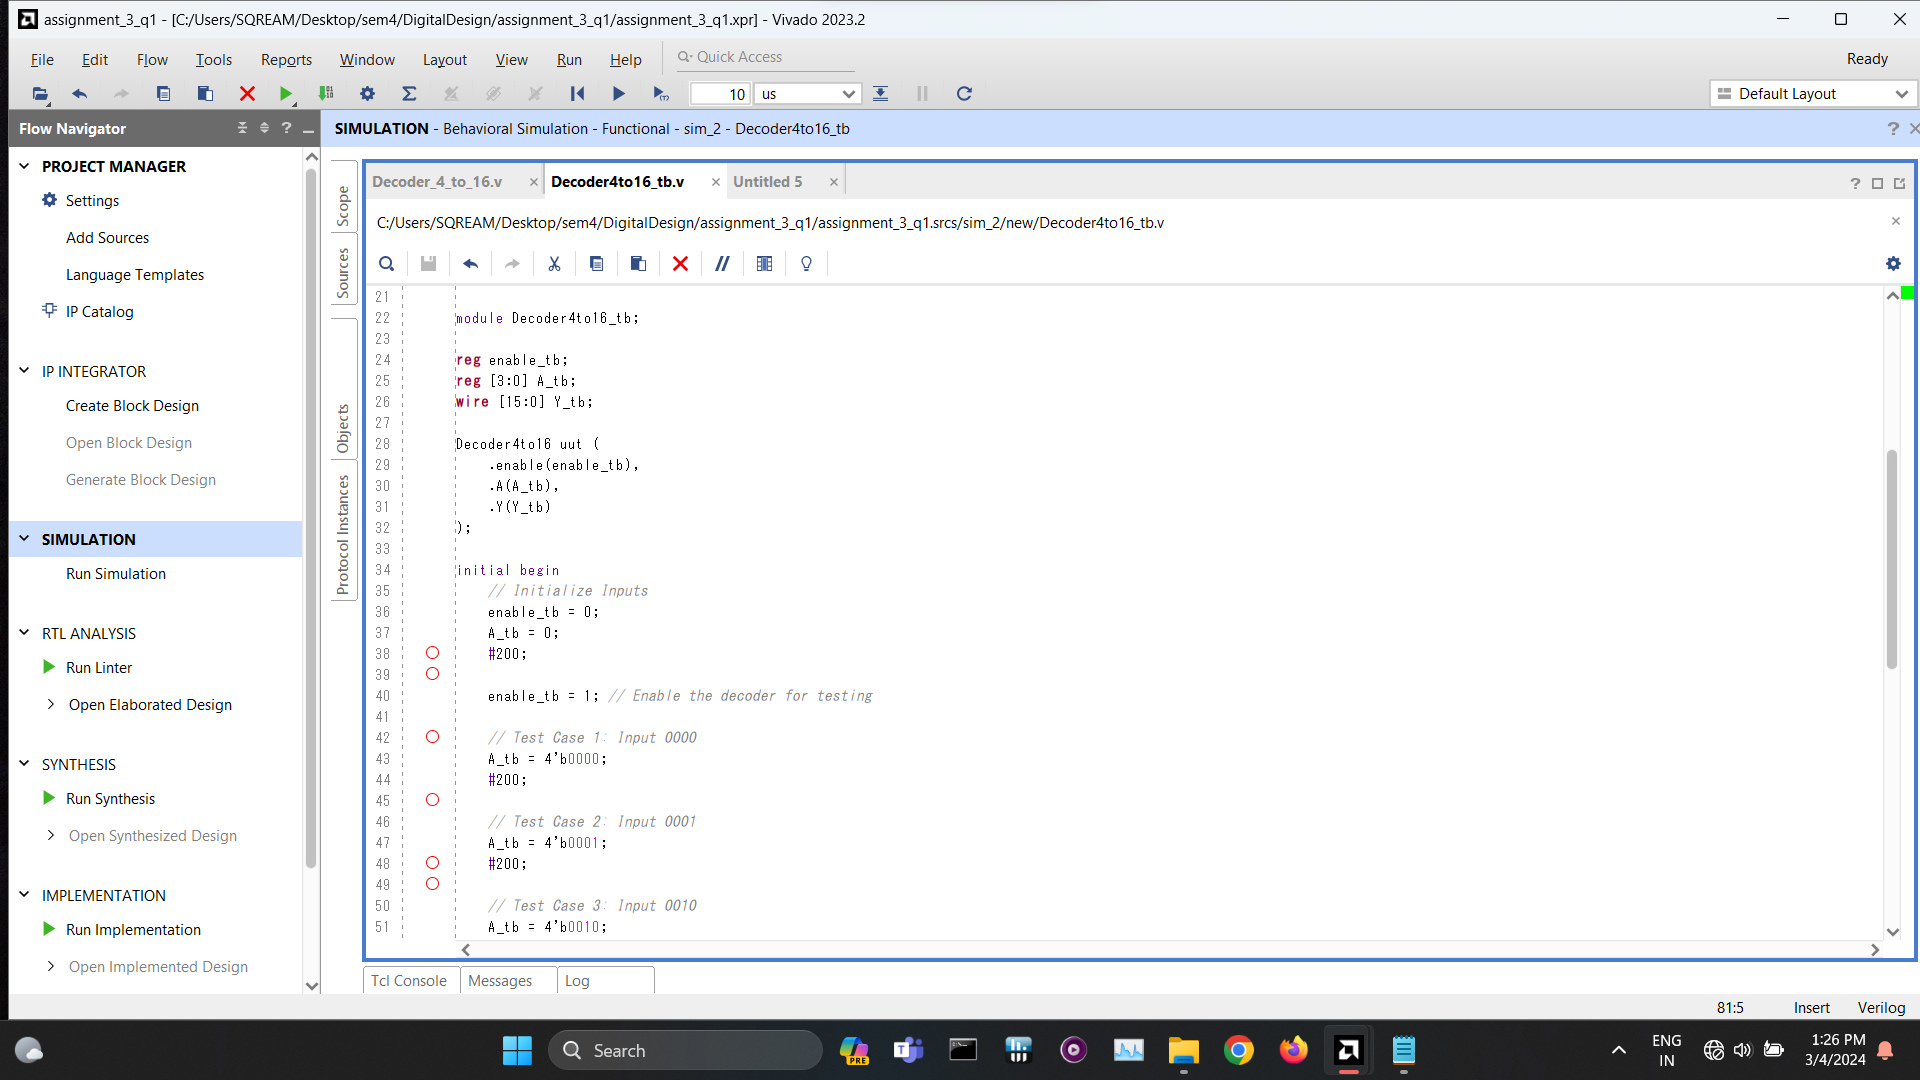 assignment_3_q1 - [C:/Users/SQREAM/Desktop/sem4/DigitalDesign/assignment_3_q1/assignment_3_q1.xpr] - Vivado 2023.2
File Edit Flow Tools Reports Window Layout View Run Help Quick Access
Ready
10 us
Default Layout
Flow Navigator
SIMULATION - Behavioral Simulation - Functional - sim_2 - Decoder4to16_tb
PROJECT MANAGER
Settings
Add Sources
Language Templates
IP Catalog
IP INTEGRATOR
Create Block Design
Open Block Design
Generate Block Design
SIMULATION
Run Simulation
RTL ANALYSIS
Run Linter
Open Elaborated Design
SYNTHESIS
Run Synthesis
Open Synthesized Design
IMPLEMENTATION
Run Implementation
Open Implemented Design
Scope
Sources
Objects
Protocol Instances
Decoder_4_to_16.v Decoder4to16_tb.v Untitled 5
C:/Users/SQREAM/Desktop/sem4/DigitalDesign/assignment_3_q1/assignment_3_q1.srcs/sim_2/new/Decoder4to16_tb.v
21
22 module Decoder4to16_tb;
23
24 reg enable_tb;
25 reg [3:0] A_tb;
26 wire [15:0] Y_tb;
27
28 Decoder4to16 uut (
29 .enable(enable_tb),
30 .A(A_tb),
31 .Y(Y_tb)
32 );
33
34 initial begin
35 // Initialize Inputs
36 enable_tb = 0;
37 A_tb = 0;
38 #200;
39
40 enable_tb = 1; // Enable the decoder for testing
41
42 // Test Case 1: Input 0000
43 A_tb = 4'b0000;
44 #200;
45
46 // Test Case 2: Input 0001
47 A_tb = 4'b0001;
48 #200;
49
50 // Test Case 3: Input 0010
51 A_tb = 4'b0010;
Tcl Console Messages Log
81:5 Insert Verilog
Search
PRE
ENG
IN
1:26 PM
3/4/2024